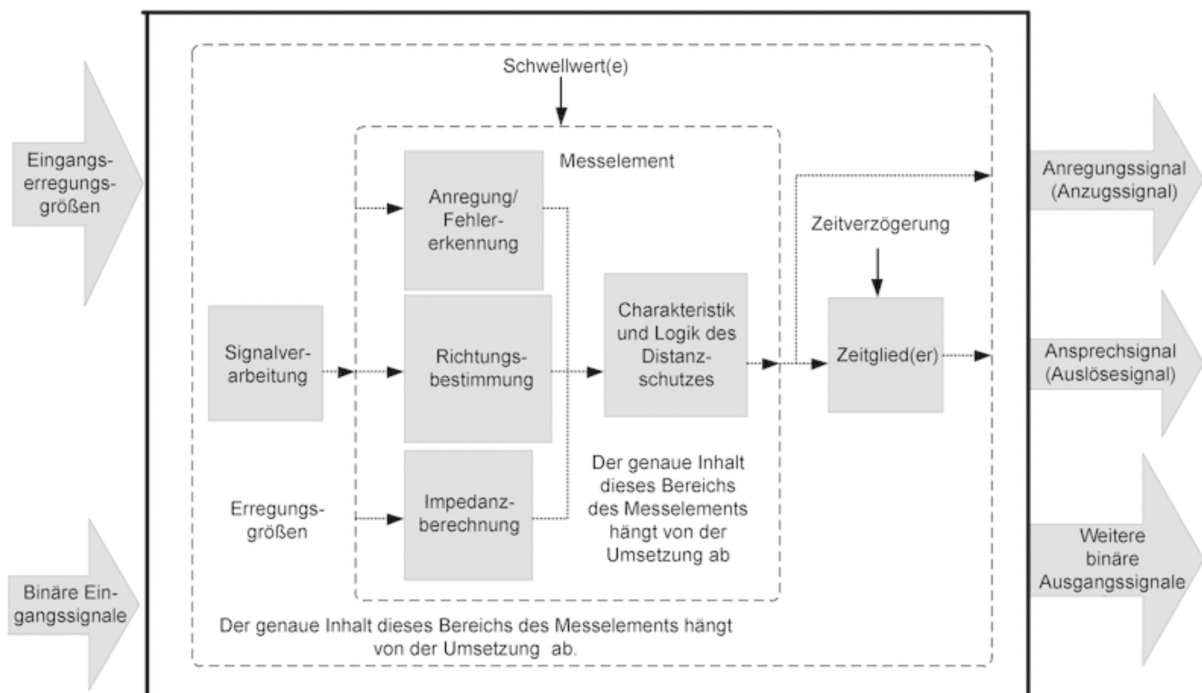 Schwellwert(e)
Messelement
Eingangs-
erregungs-
größen
Anregung/
Fehler-
erkennung
Anregungssignal
(Anzugssignal)
Zeitverzögerung
Signalver-
arbeitung
Richtungs-
bestimmung
Charakteristik
und Logik des
Distanz-
schutzes
Zeitglied(er)
Ansprechsignal
(Auslösesignal)
Erregungs-
größen
Impedanz-
berechnung
Der genaue Inhalt
dieses Bereichs
des Messelements
hängt von der
Umsetzung ab
Binäre Ein-
gangssignale
Weitere
binäre
Ausgangssignale
Der genaue Inhalt dieses Bereichs des Messelements hängt
von der Umsetzung ab.